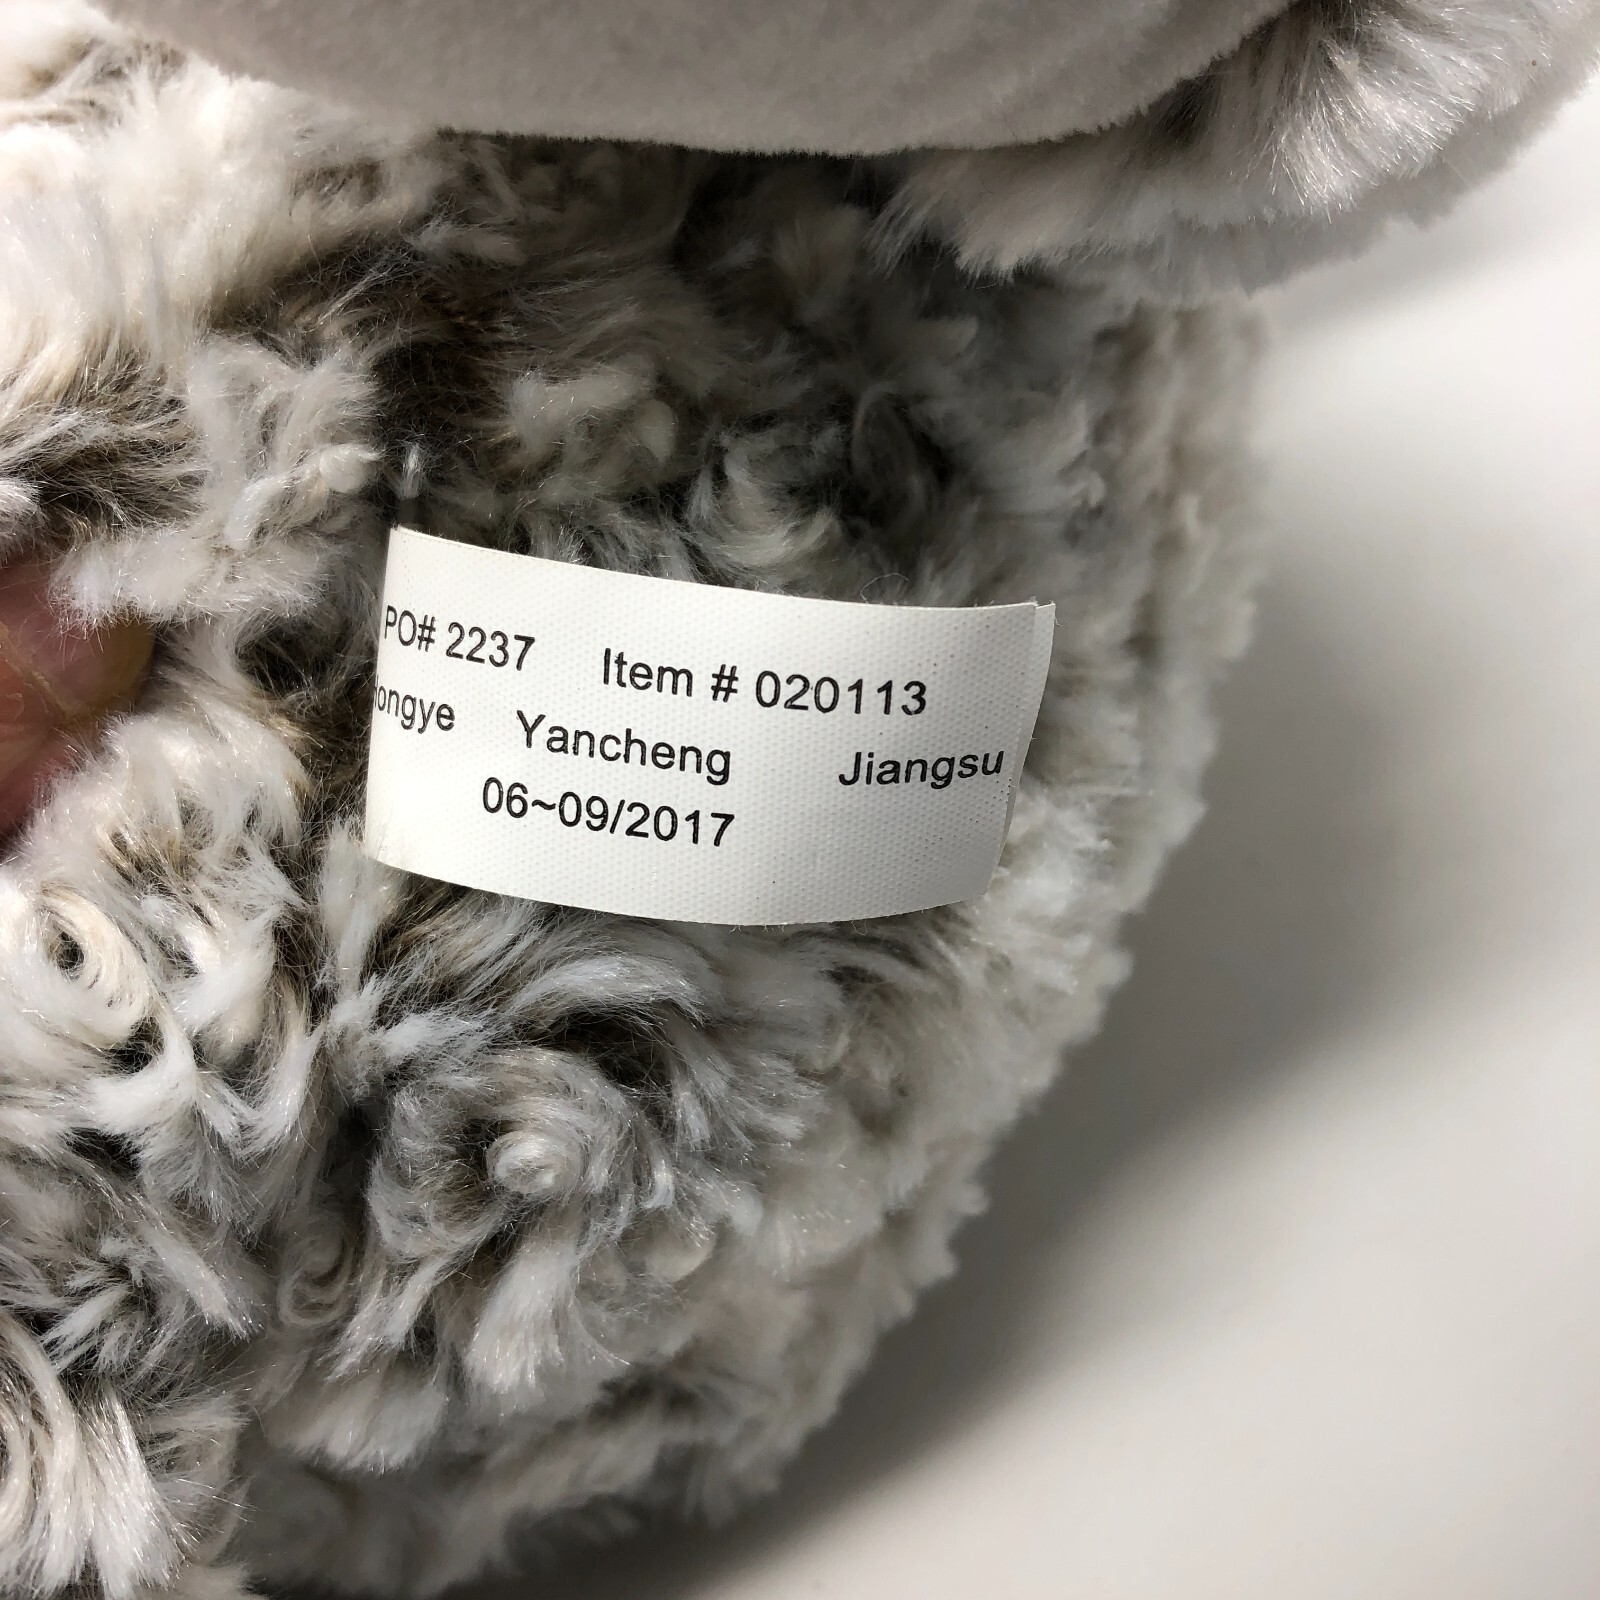 PO# 2237 Item # 020113
ongye Yancheng Jiangsu
06~09/2017